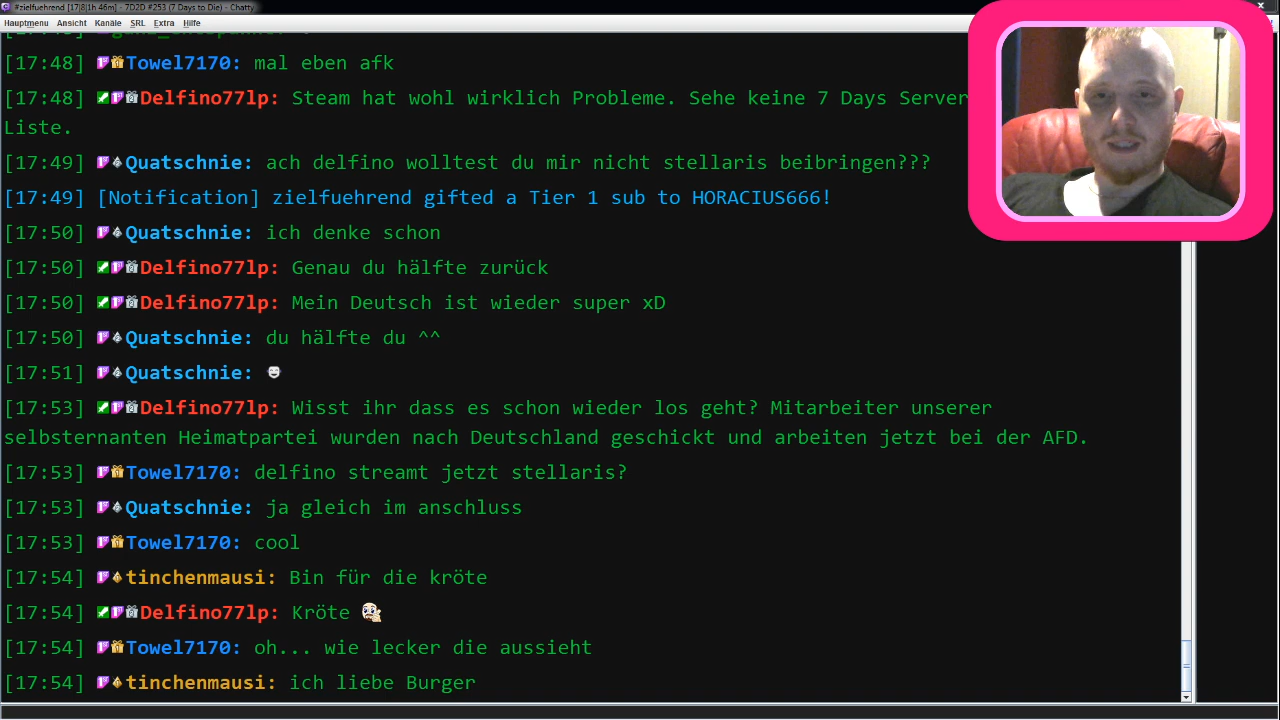 #zielfuehrend [17|8|1h 46m] - 7D2D #253 (7 Days to Die) - Chatty
Hauptmenu Ansicht Kanäle SRL Extra Hilfe
[17:48] Towel7170: mal eben afk
[17:48] Delfino77lp: Steam hat wohl wirklich Probleme. Sehe keine 7 Days Server
Liste.
[17:49] Quatschnie: ach delfino wolltest du mir nicht stellaris beibringen???
[17:49] [Notification] zielfuehrend gifted a Tier 1 sub to HORACIUS666!
[17:50] Quatschnie: ich denke schon
[17:50] Delfino77lp: Genau du hälfte zurück
[17:50] Delfino77lp: Mein Deutsch ist wieder super xD
[17:50] Quatschnie: du hälfte du ^^
[17:51] Quatschnie:
[17:53] Delfino77lp: Wisst ihr dass es schon wieder los geht? Mitarbeiter unserer
selbsternanten Heimatpartei wurden nach Deutschland geschickt und arbeiten jetzt bei der AFD.
[17:53] Towel7170: delfino streamt jetzt stellaris?
[17:53] Quatschnie: ja gleich im anschluss
[17:53] Towel7170: cool
[17:54] tinchenmausi: Bin für die kröte
[17:54] Delfino77lp: Kröte
[17:54] Towel7170: oh... wie lecker die aussieht
[17:54] tinchenmausi: ich liebe Burger